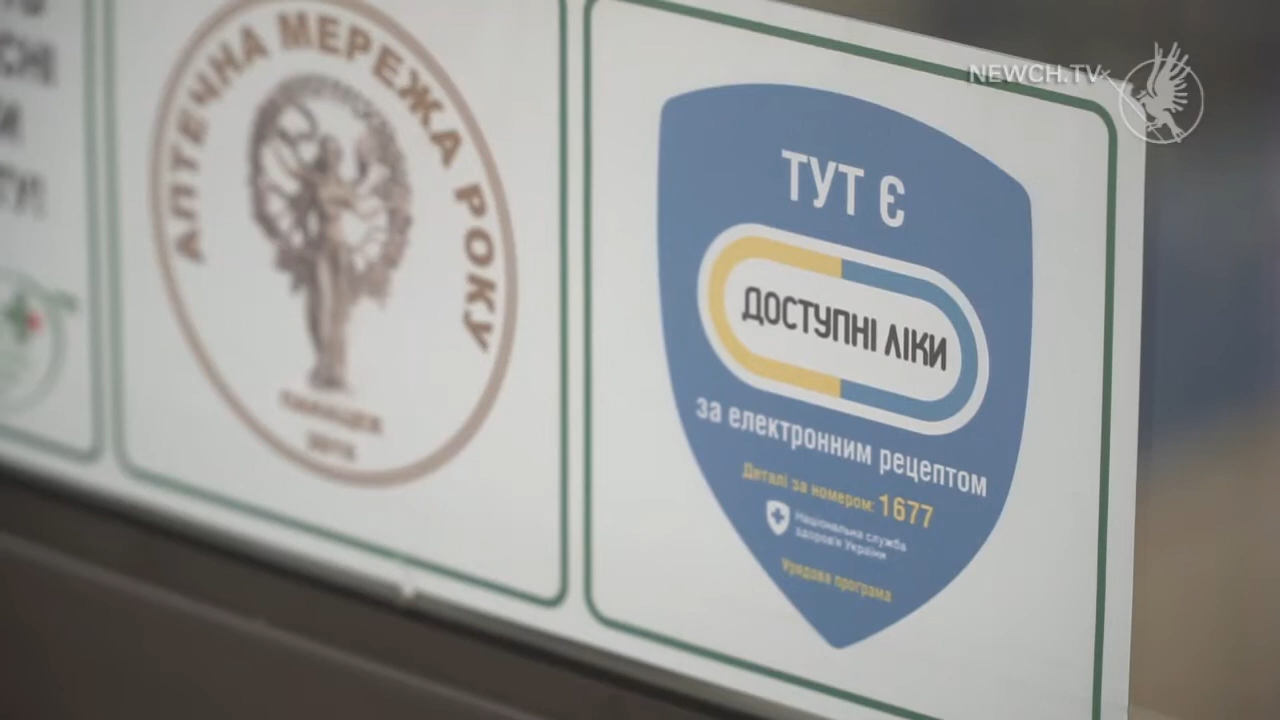 NEWCH.TV
АПТЕЧНА МЕРЕЖА РОКУ
ТУТ Є
ДОСТУПНІ ЛІКИ
за електронним рецептом
Деталі за номером: 1677
Національна служба
здоров'я України
Урядова програма